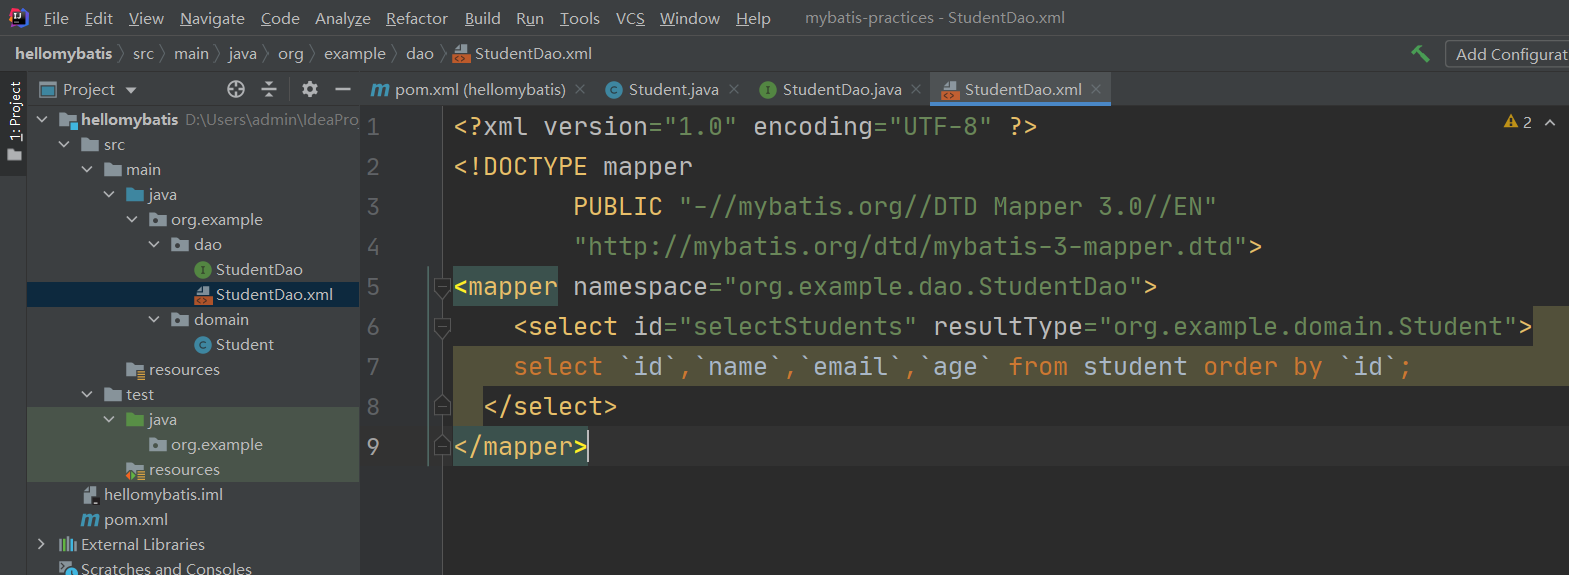 File Edit View Navigate Code Analyze Refactor Build Run Tools VCS Window Help mybatis-practices - StudentDao.xml
hellomybatis src main java org example dao StudentDao.xml Add Configurat
1: Project
Project pom.xml (hellomybatis) Student.java StudentDao.java StudentDao.xml
hellomybatis D:\Users\admin\IdeaPro
src
main
java
org.example
dao
StudentDao
StudentDao.xml
domain
Student
resources
test
java
org.example
resources
hellomybatis.iml
pom.xml
External Libraries
Scratches and Consoles
1 <?xml version="1.0" encoding="UTF-8" ?>
2 <!DOCTYPE mapper
3 PUBLIC "-//mybatis.org//DTD Mapper 3.0//EN"
4 "http://mybatis.org/dtd/mybatis-3-mapper.dtd">
5 <mapper namespace="org.example.dao.StudentDao">
6 <select id="selectStudents" resultType="org.example.domain.Student">
7 select `id`,`name`,`email`,`age` from student order by `id`;
8 </select>
9 </mapper>
2